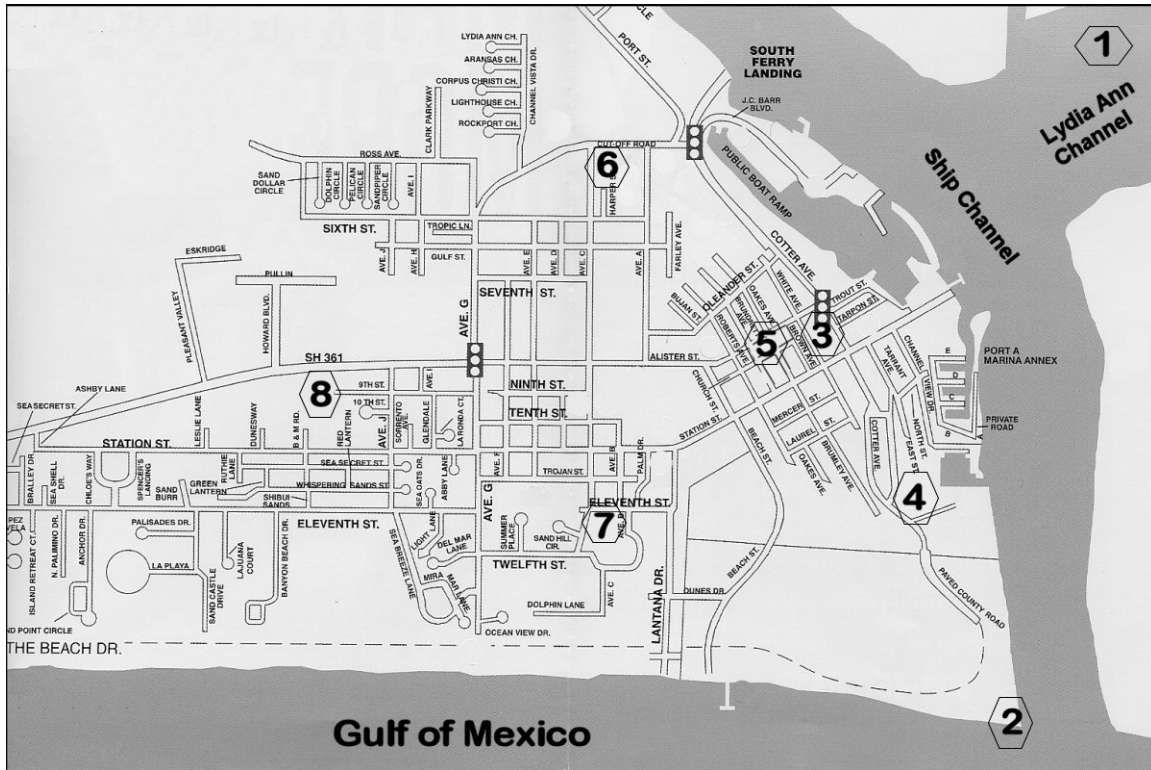 CLE
PORT ST.
SOUTH
FERRY
LANDING
J.C. BARR
BLVD.
1
Lydia Ann
Channel
Ship Channel
PUBLIC BOAT RAMP
LYDIA ANN CH.
ARANSAS CH.
CORPUS CHRISTI CH.
LIGHTHOUSE CH.
ROCKPORT CH.
CHANNEL VISTA DR.
CLARK PARKWAY
CUT-OFF ROAD
6
HARPER S
ROSS AVE.
SAND
DOLLAR
CIRCLE
DOLPHIN
CIRCLE
PELICAN
CIRCLE
SANDPIPER
CIRCLE
AVE. I
SIXTH ST.
TROPIC LN.
GULF ST.
AVE. J
AVE. H
AVE. E
AVE. D
AVE. C
AVE. A
FARLEY AVE.
COTTER AVE.
ESKRIDGE
PULLIN
PLEASANT VALLEY
HOWARD BLVD.
SEVENTH ST.
AVE. G
OLEANDER ST.
BUJAN ST.
WHITE AVE.
OAKES AVE.
ROBERTS AVE.
BROWN AVE.
TROUT ST.
TARPON ST.
3
5
SH 361
ALISTER ST.
TARRANT
AVE.
CHANNEL
VIEW DR.
E
D
C
B
A
PORT A
MARINA ANNEX
PRIVATE
ROAD
ASHBY LANE
SEA SECRET ST.
8
9TH ST.
10 TH ST.
AVE. I
NINTH ST.
TENTH ST.
CHURCH ST.
MERCER ST.
LAUREL ST.
STATION ST.
BEACH ST.
OAKES AVE.
BRUMLEY AVE.
COTTER AVE.
NORTH ST.
EAST ST.
4
LESLIE LANE
DUNESWAY
B & M RD.
RED
LANTERN
AVE. J
SORRENTO
AVE.
GLENDALE
LA RONDA CT.
STATION ST.
SEA SECRET ST.
WHISPERING SANDS ST.
SEA OATS DR.
ABBY LANE
AVE. F
TROJAN ST.
AVE. B
PALM DR.
BRALLEY DR.
SEA SHELL
DR.
CHLOE'S WAY
SPENCER'S
LANDING
SAND
BURR
GREEN
LANTERN
RUTHIE
LANE
SHIBUI
SANDS
ELEVENTH ST.
AVE. G
ELEVENTH ST.
7
PEZ
VELA
ISLAND RETREAT CT.
N. PALIMINO DR.
ANCHOR DR.
PALISADES DR.
LA PLAYA
SAND CASTLE
DRIVE
LAJUANA
COURT
BANYON BEACH DR.
SEA BREEZE LANE
LIGHT LANE
DEL MAR
LANE
MIRA
MAR LANE
SUMMER
PLACE
SAND HILL
CIR.
TWELFTH ST.
AVE. C
DOLPHIN LANE
OCEAN VIEW DR.
LANTANA DR.
DUNES DR.
BEACH ST.
PAVED COUNTY ROAD
ND POINT CIRCLE
THE BEACH DR.
2
Gulf of Mexico